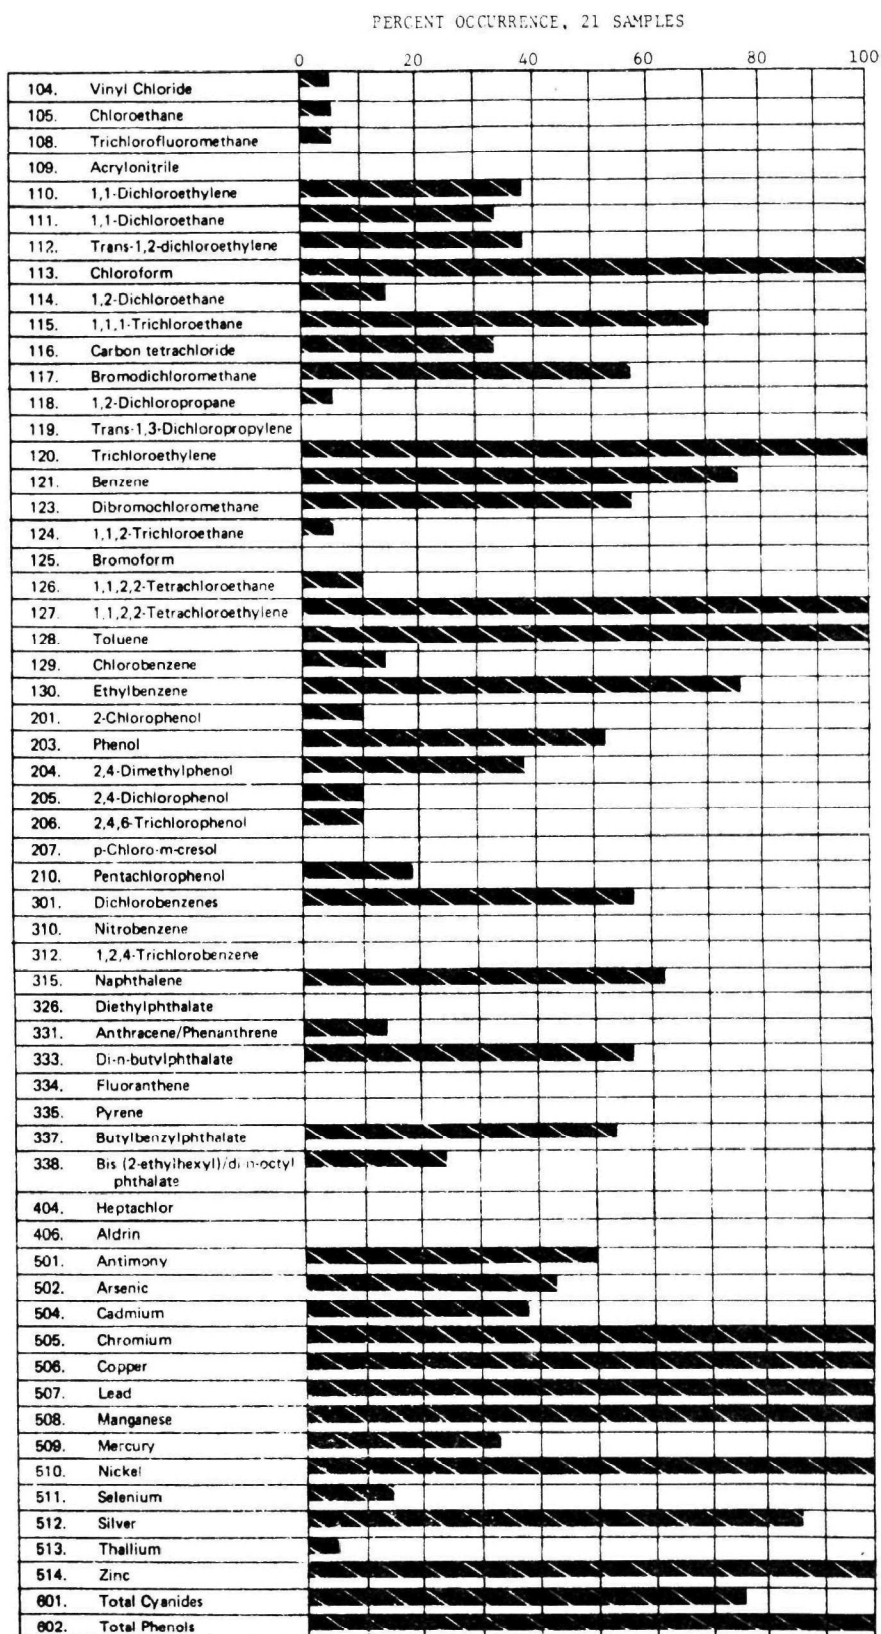 PERCENT OCCURRENCE, 21 SAMPLES
0 20 40 60 80 100
104. Vinyl Chloride
105. Chloroethane
108. Trichlorofluoromethane
109. Acrylonitrile
110. 1,1-Dichloroethylene
111. 1,1-Dichloroethane
112. Trans-1,2-dichloroethylene
113. Chloroform
114. 1,2-Dichloroethane
115. 1,1,1-Trichloroethane
116. Carbon tetrachloride
117. Bromodichloromethane
118. 1,2-Dichloropropane
119. Trans-1,3-Dichloropropylene
120. Trichloroethylene
121. Benzene
123. Dibromochloromethane
124. 1,1,2-Trichloroethane
125. Bromoform
126. 1,1,2,2-Tetrachloroethane
127. 1,1,2,2-Tetrachloroethylene
128. Toluene
129. Chlorobenzene
130. Ethylbenzene
201. 2-Chlorophenol
203. Phenol
204. 2,4-Dimethylphenol
205. 2,4-Dichlorophenol
206. 2,4,6-Trichlorophenol
207. p-Chloro-m-cresol
210. Pentachlorophenol
301. Dichlorobenzenes
310. Nitrobenzene
312. 1,2,4-Trichlorobenzene
315. Naphthalene
326. Diethylphthalate
331. Anthracene/Phenanthrene
333. Di-n-butylphthalate
334. Fluoranthene
335. Pyrene
337. Butylbenzylphthalate
338. Bis (2-ethylhexyl)/di-n-octyl
phthalate
404. Heptachlor
406. Aldrin
501. Antimony
502. Arsenic
504. Cadmium
505. Chromium
506. Copper
507. Lead
508. Manganese
509. Mercury
510. Nickel
511. Selenium
512. Silver
513. Thallium
514. Zinc
601. Total Cyanides
602. Total Phenols